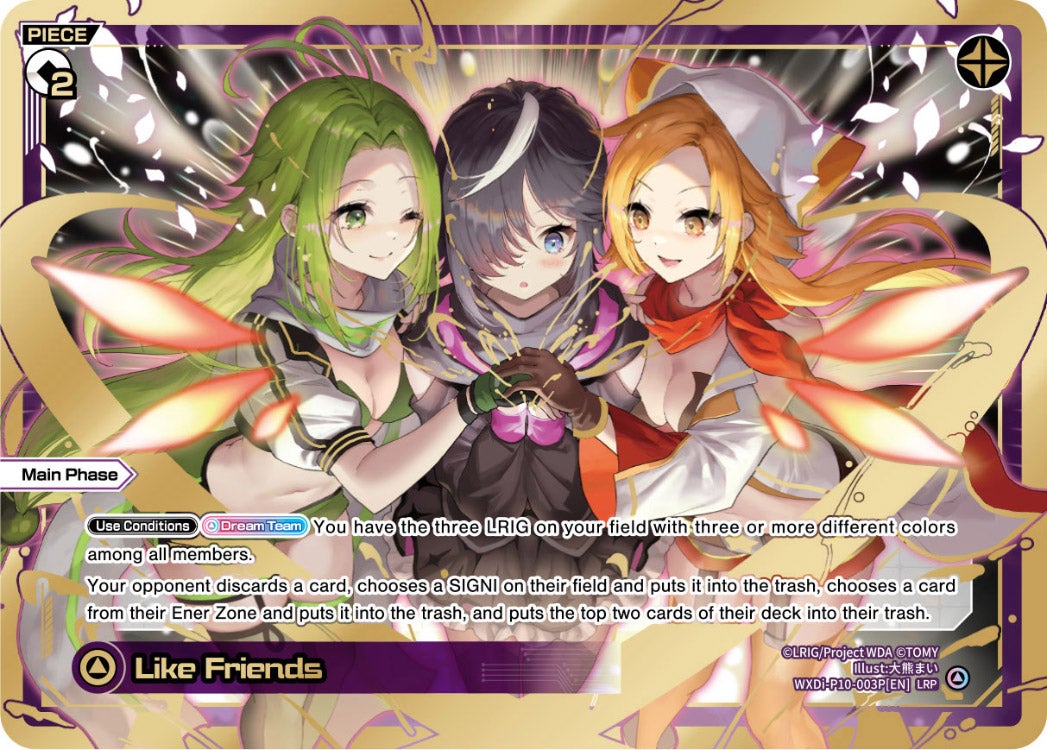 PIECE
2
Main Phase
Use Conditions Dream Team You have the three LRIG on your field with three or more different colors
among all members.
Your opponent discards a card, chooses a SIGNI on their field and puts it into the trash, chooses a card
from their Ener Zone and puts it into the trash, and puts the top two cards of their deck into their trash.
Like Friends
©LRIG/Project WDA ©TOMY
Illust:大熊まい
WXDi-P10-003P[EN] LRP